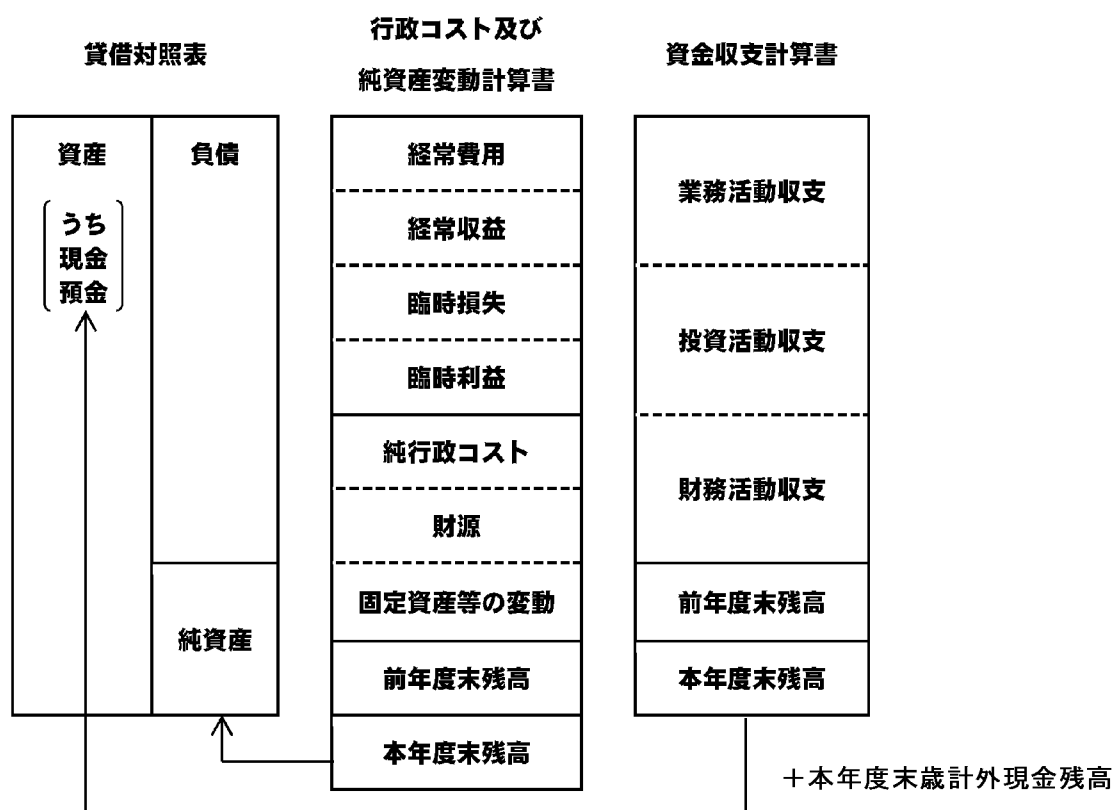 貸借対照表
資産
うち
現金
預金
負債
純資産
行政コスト及び
純資産変動計算書
経常費用
経常収益
臨時損失
臨時利益
純行政コスト
財源
固定資産等の変動
前年度末残高
本年度末残高
資金収支計算書
業務活動収支
投資活動収支
財務活動収支
前年度末残高
本年度末残高
＋本年度末歳計外現金残高